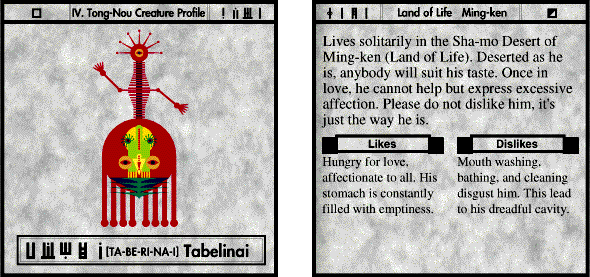 IV. Tong-Nou Creature Profile
[TA-BE-RI-NA-I] Tabelinai
Land of Life Ming-ken
Lives solitarily in the Sha-mo Desert of
Ming-ken (Land of Life). Deserted as he
is, anybody will suit his taste. Once in
love, he cannot help but express excessive
affection. Please do not dislike him, it's
just the way he is.
Likes
Hungry for love,
affectionate to all. His
stomach is constantly
filled with emptiness.
Dislikes
Mouth washing,
bathing, and cleaning
disgust him. This lead
to his dreadful cavity.